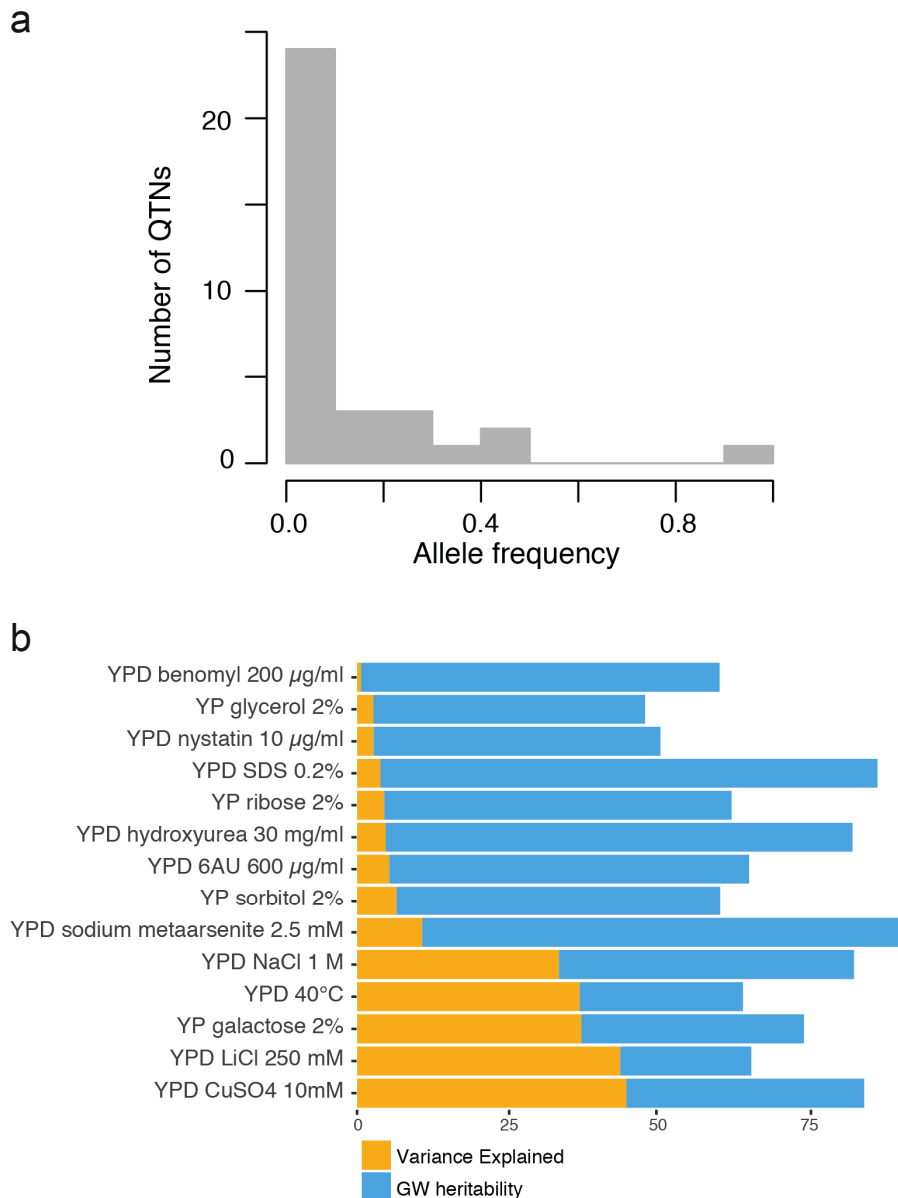 a
20
10
0
Number of QTNs
0.0
0.4
0.8
Allele frequency
b
YPD benomyl 200 µg/ml
YP glycerol 2%
YPD nystatin 10 µg/ml
YPD SDS 0.2%
YP ribose 2%
YPD hydroxyurea 30 mg/ml
YPD 6AU 600 µg/ml
YP sorbitol 2%
YPD sodium metaarsenite 2.5 mM
YPD NaCl 1 M
YPD 40°C
YP galactose 2%
YPD LiCl 250 mM
YPD CuSO4 10mM
0
25
50
75
Variance Explained
GW heritability